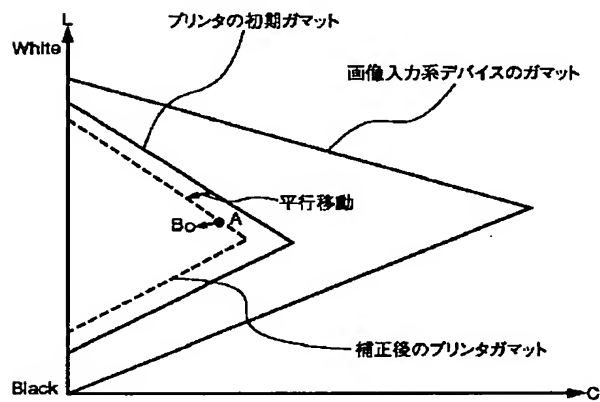 L
プリンタの初期ガマット
White
画像入力系デバイスのガマット
平行移動
B
A
補正後のプリンタガマット
Black
C